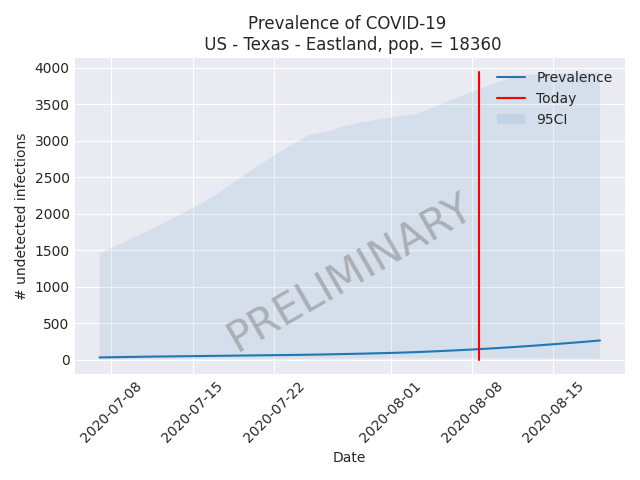 Prevalence of COVID-19
US - Texas - Eastland, pop. = 18360
4000
3500
3000
2500
2000
1500
1000
500
0
# undetected infections
Prevalence
Today
95CI
PRELIMINARY
2020-07-08
2020-07-15
2020-07-22
2020-08-01
2020-08-08
2020-08-15
Date